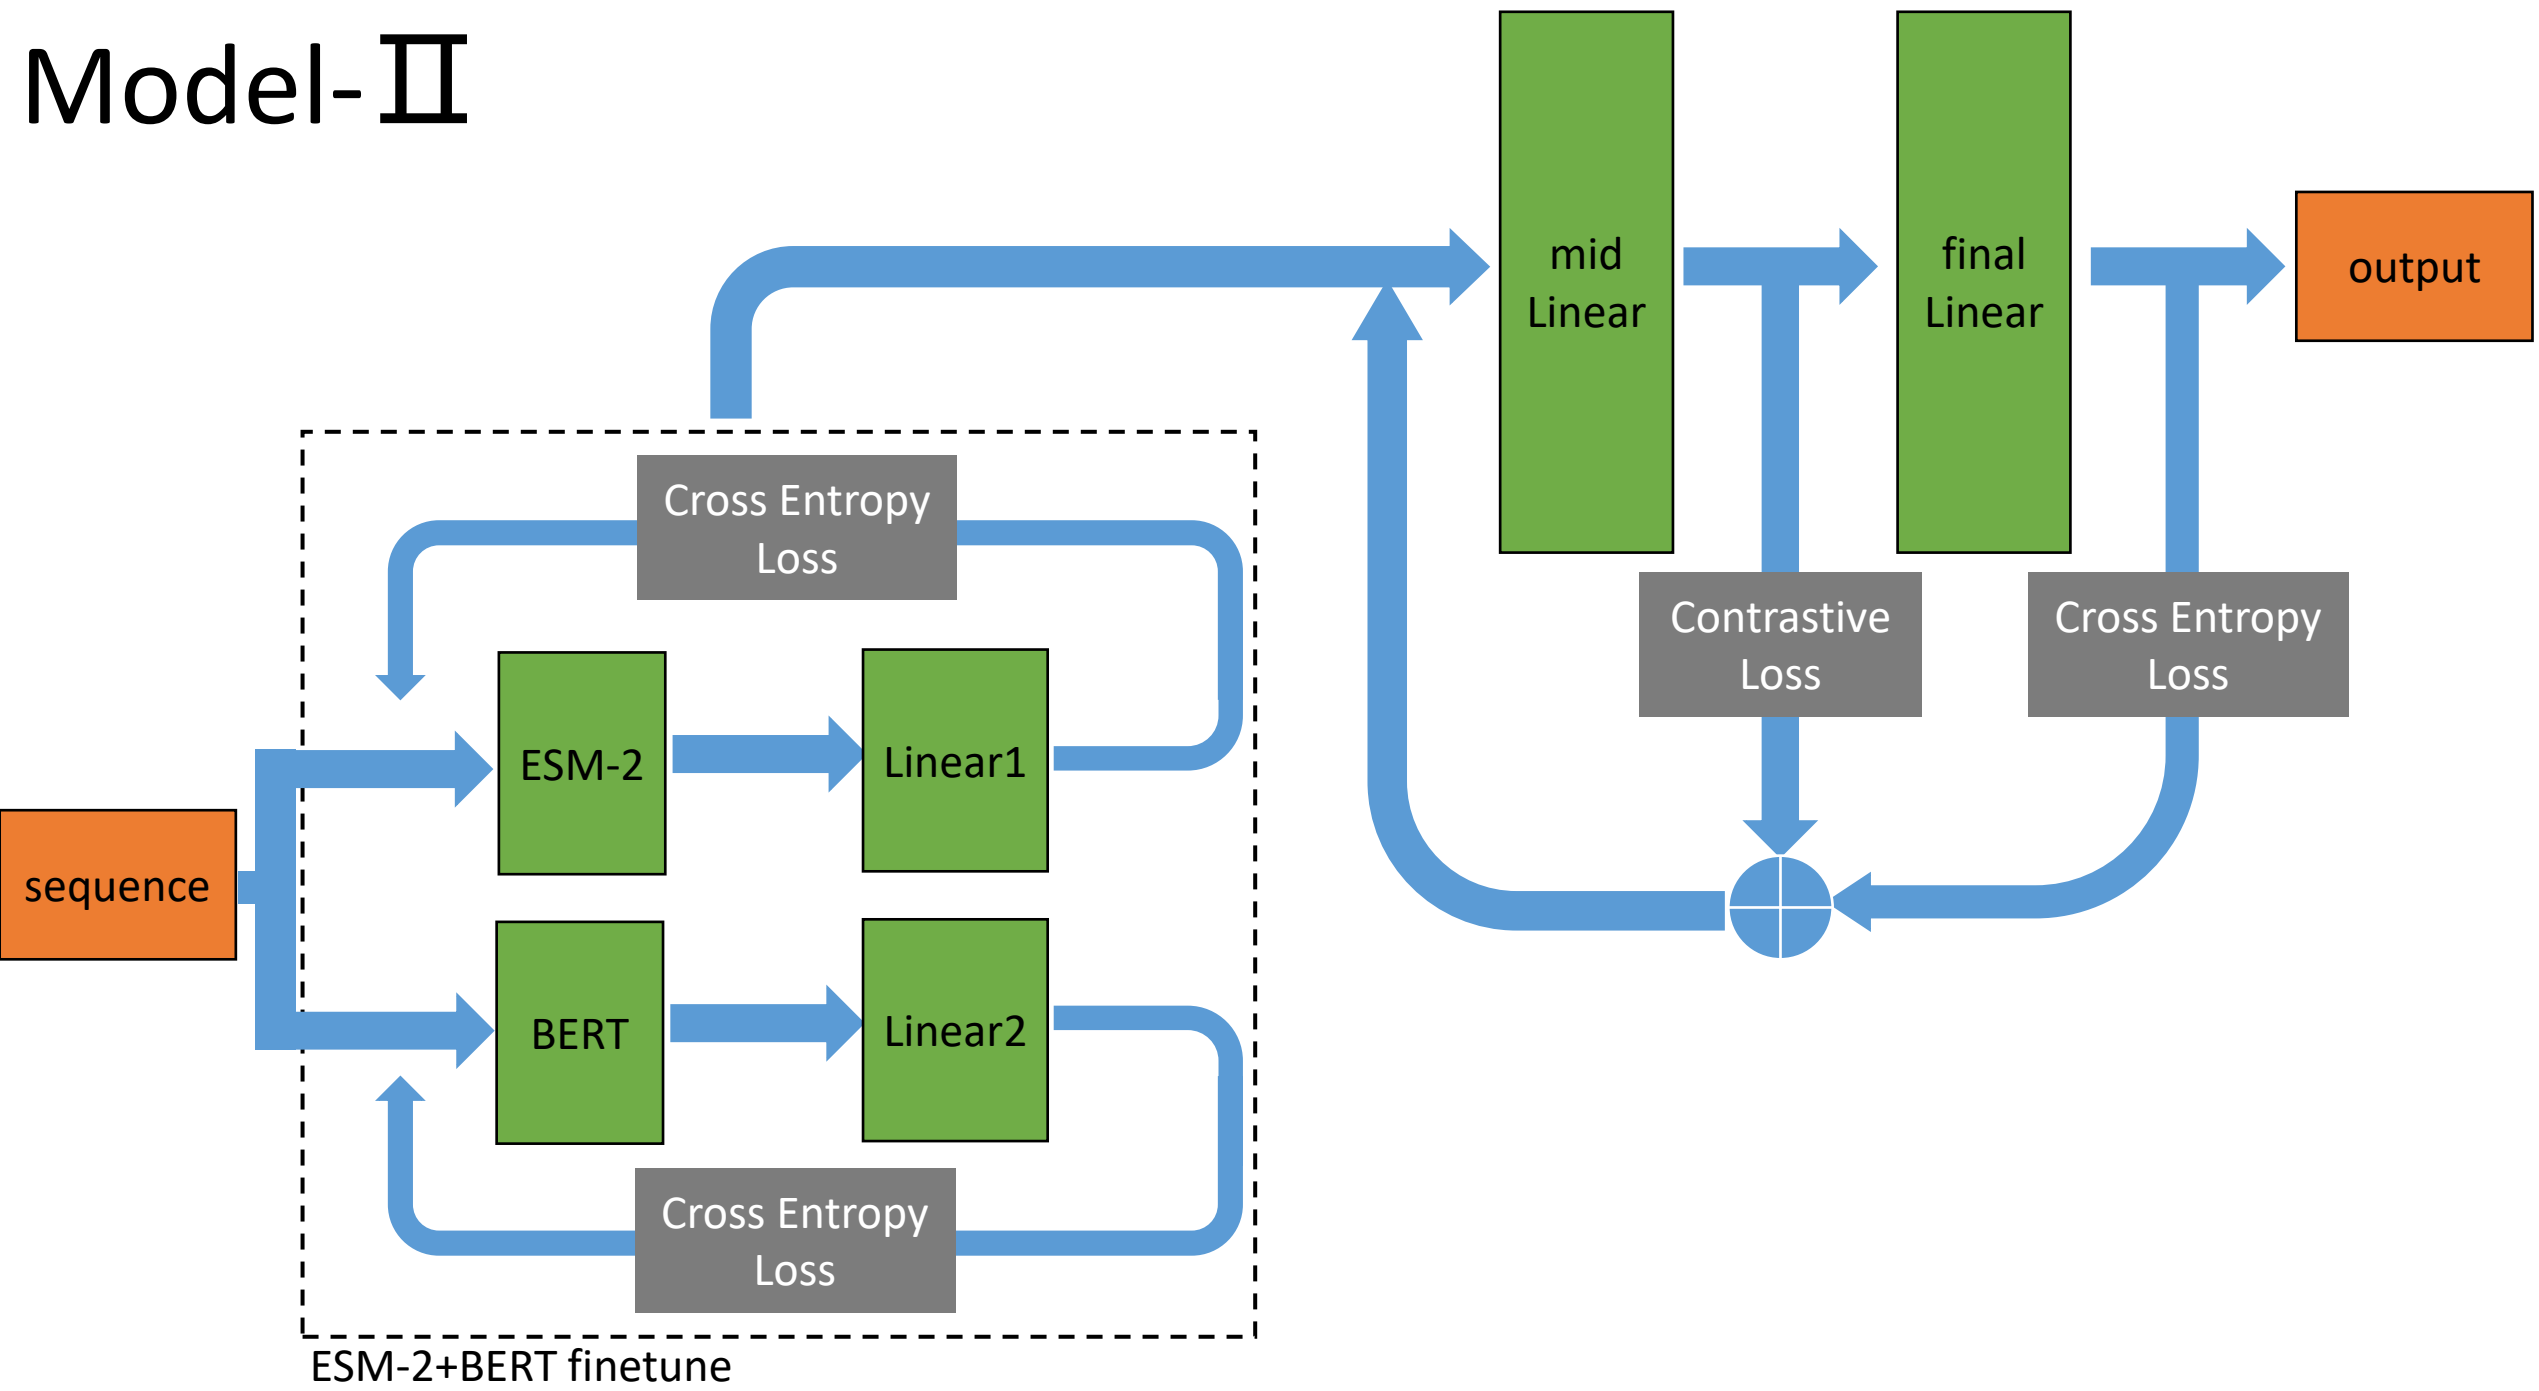 Model-Ⅱ
mid
Linear
final
Linear
output
Cross Entropy
Loss
Contrastive
Loss
Cross Entropy
Loss
ESM-2
Linear1
sequence
BERT
Linear2
Cross Entropy
Loss
ESM-2+BERT finetune